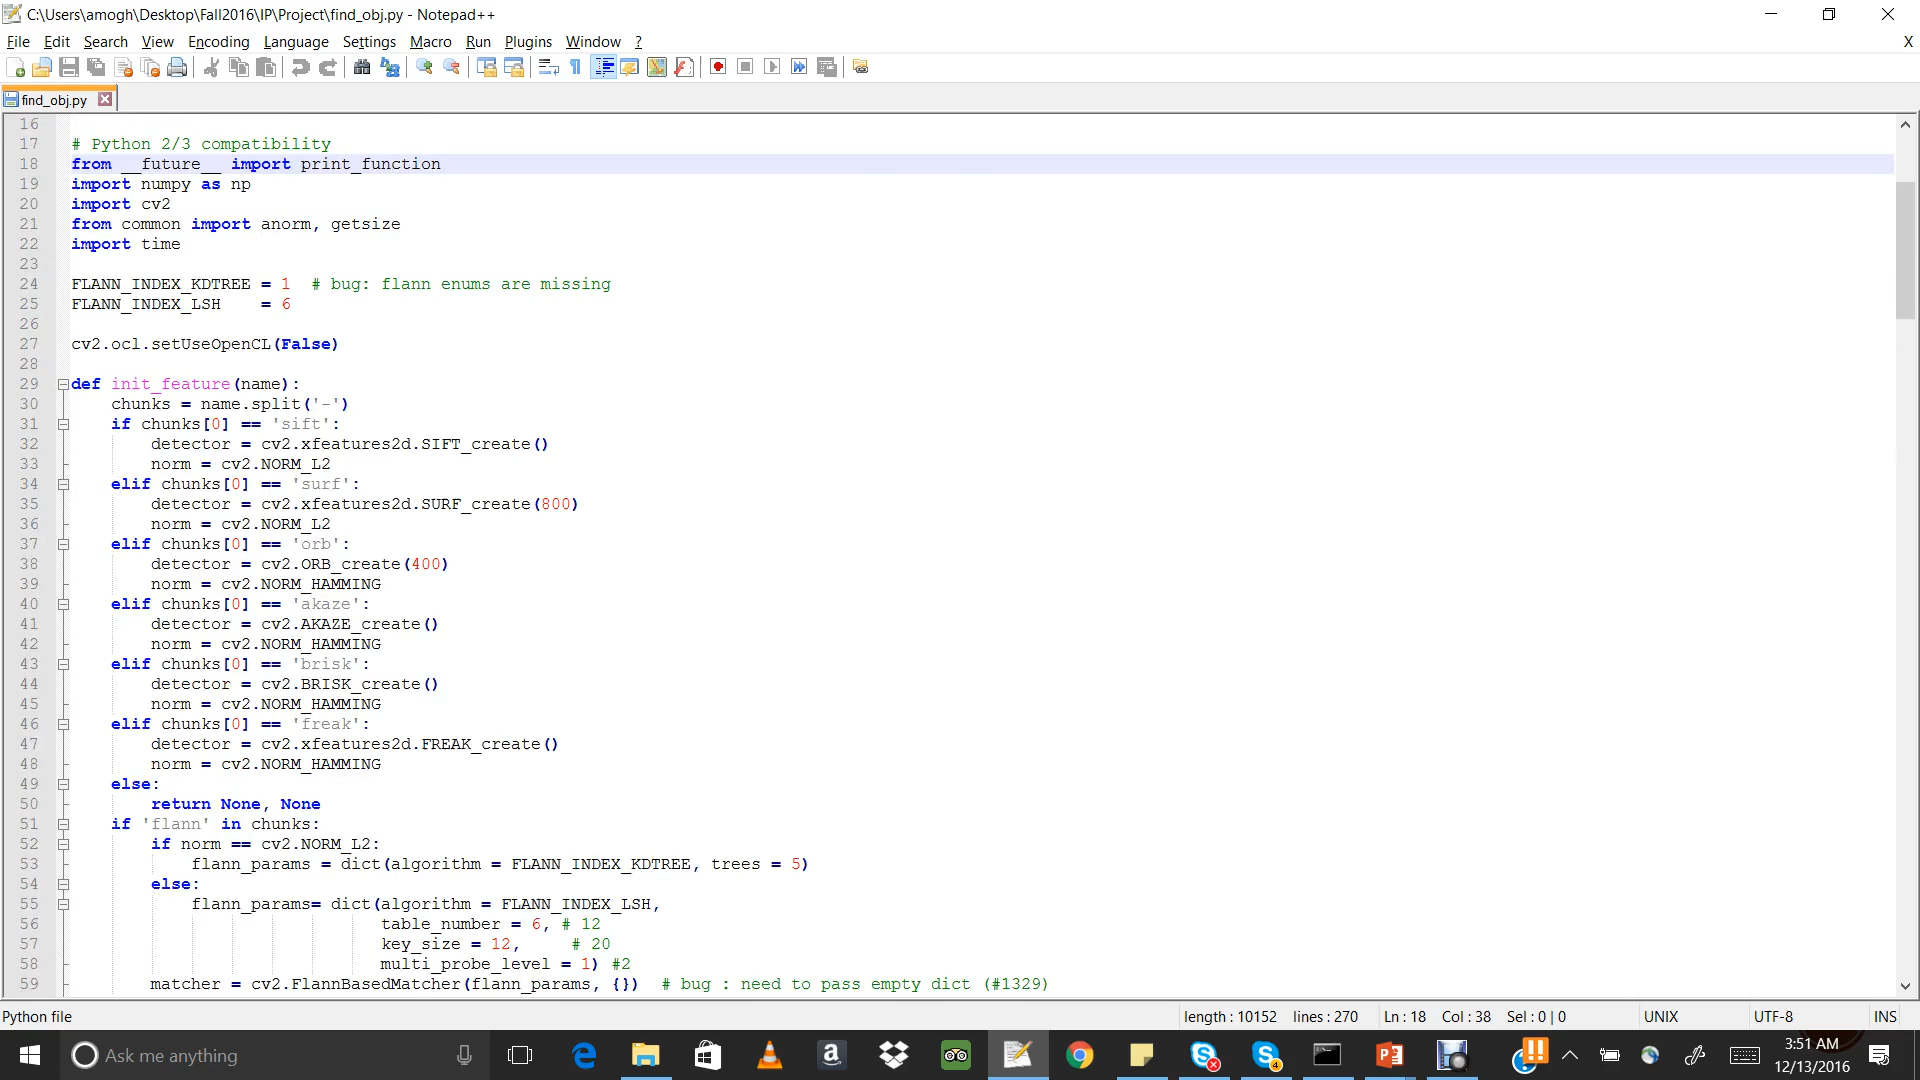 C:\Users\amogh\Desktop\Fall2016\IP\Project\find_obj.py - Notepad++
File Edit Search View Encoding Language Settings Macro Run Plugins Window ? X
find_obj.py
16
17 # Python 2/3 compatibility
18 from __future__ import print_function
19 import numpy as np
20 import cv2
21 from common import anorm, getsize
22 import time
23
24 FLANN_INDEX_KDTREE = 1  # bug: flann enums are missing
25 FLANN_INDEX_LSH    = 6
26
27 cv2.ocl.setUseOpenCL(False)
28
29 def init_feature(name):
30     chunks = name.split('-')
31     if chunks[0] == 'sift':
32         detector = cv2.xfeatures2d.SIFT_create()
33         norm = cv2.NORM_L2
34     elif chunks[0] == 'surf':
35         detector = cv2.xfeatures2d.SURF_create(800)
36         norm = cv2.NORM_L2
37     elif chunks[0] == 'orb':
38         detector = cv2.ORB_create(400)
39         norm = cv2.NORM_HAMMING
40     elif chunks[0] == 'akaze':
41         detector = cv2.AKAZE_create()
42         norm = cv2.NORM_HAMMING
43     elif chunks[0] == 'brisk':
44         detector = cv2.BRISK_create()
45         norm = cv2.NORM_HAMMING
46     elif chunks[0] == 'freak':
47         detector = cv2.xfeatures2d.FREAK_create()
48         norm = cv2.NORM_HAMMING
49     else:
50         return None, None
51     if 'flann' in chunks:
52         if norm == cv2.NORM_L2:
53             flann_params = dict(algorithm = FLANN_INDEX_KDTREE, trees = 5)
54         else:
55             flann_params= dict(algorithm = FLANN_INDEX_LSH,
56                                table_number = 6, # 12
57                                key_size = 12,     # 20
58                                multi_probe_level = 1) #2
59         matcher = cv2.FlannBasedMatcher(flann_params, {})  # bug : need to pass empty dict (#1329)
Python file length : 10152 lines : 270 Ln : 18 Col : 38 Sel : 0 | 0 UNIX UTF-8 INS
Ask me anything
3:51 AM
12/13/2016